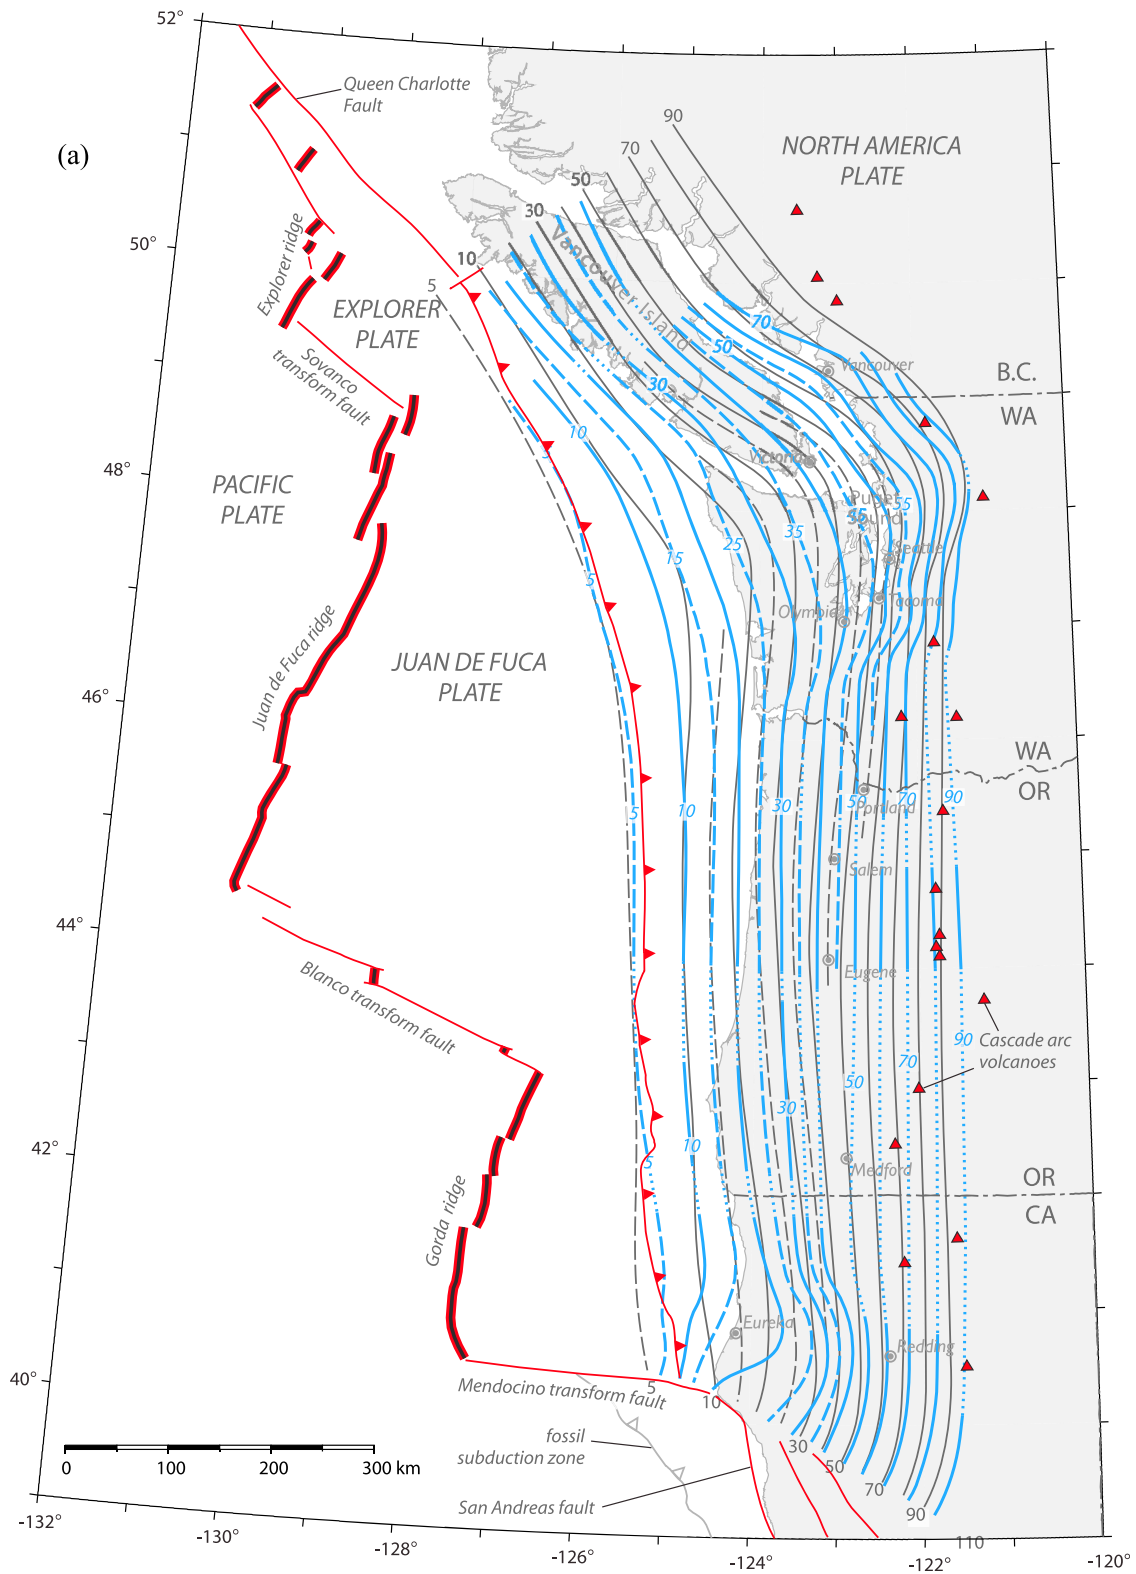 52°
Queen Charlotte
Fault
90
NORTH AMERICA
PLATE
(a)
70
50
30
Vancouver Island
50°
Explorer ridge
10
5
EXPLORER
PLATE
70
50
Vancouver
B.C.
WA
Sovanco
transform fault
30
10
5
Victoria
48°
PACIFIC
PLATE
Puget
Sound
55
45
35
25
15
5
Seattle
Tacoma
Olympia
Juan de Fuca ridge
JUAN DE FUCA
PLATE
46°
WA
OR
5
10
30
50
70
90
Portland
Salem
44°
Eugene
Blanco transform fault
Cascade arc
volcanoes
90
70
50
30
10
5
42°
Medford
OR
CA
Gorda ridge
Eureka
Redding
40°
Mendocino transform fault
5
10
fossil
subduction zone
30
50
70
90
110
0
100
200
300 km
San Andreas fault
-132°
-130°
-128°
-126°
-124°
-122°
-120°